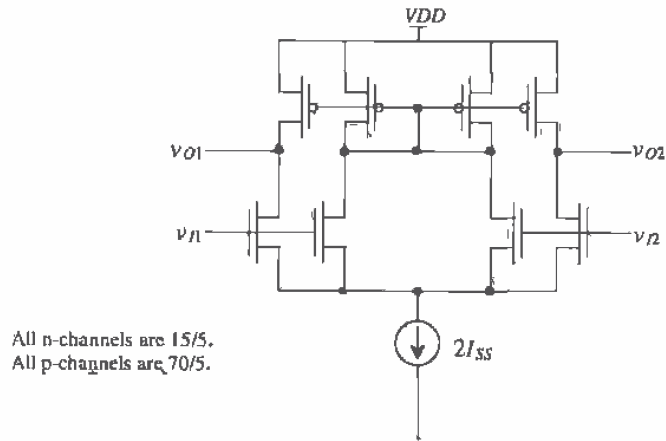 VDD
vO1
vO2
vI1
vI2
All n-channels are 15/5.
All p-channels are 70/5.
2ISS